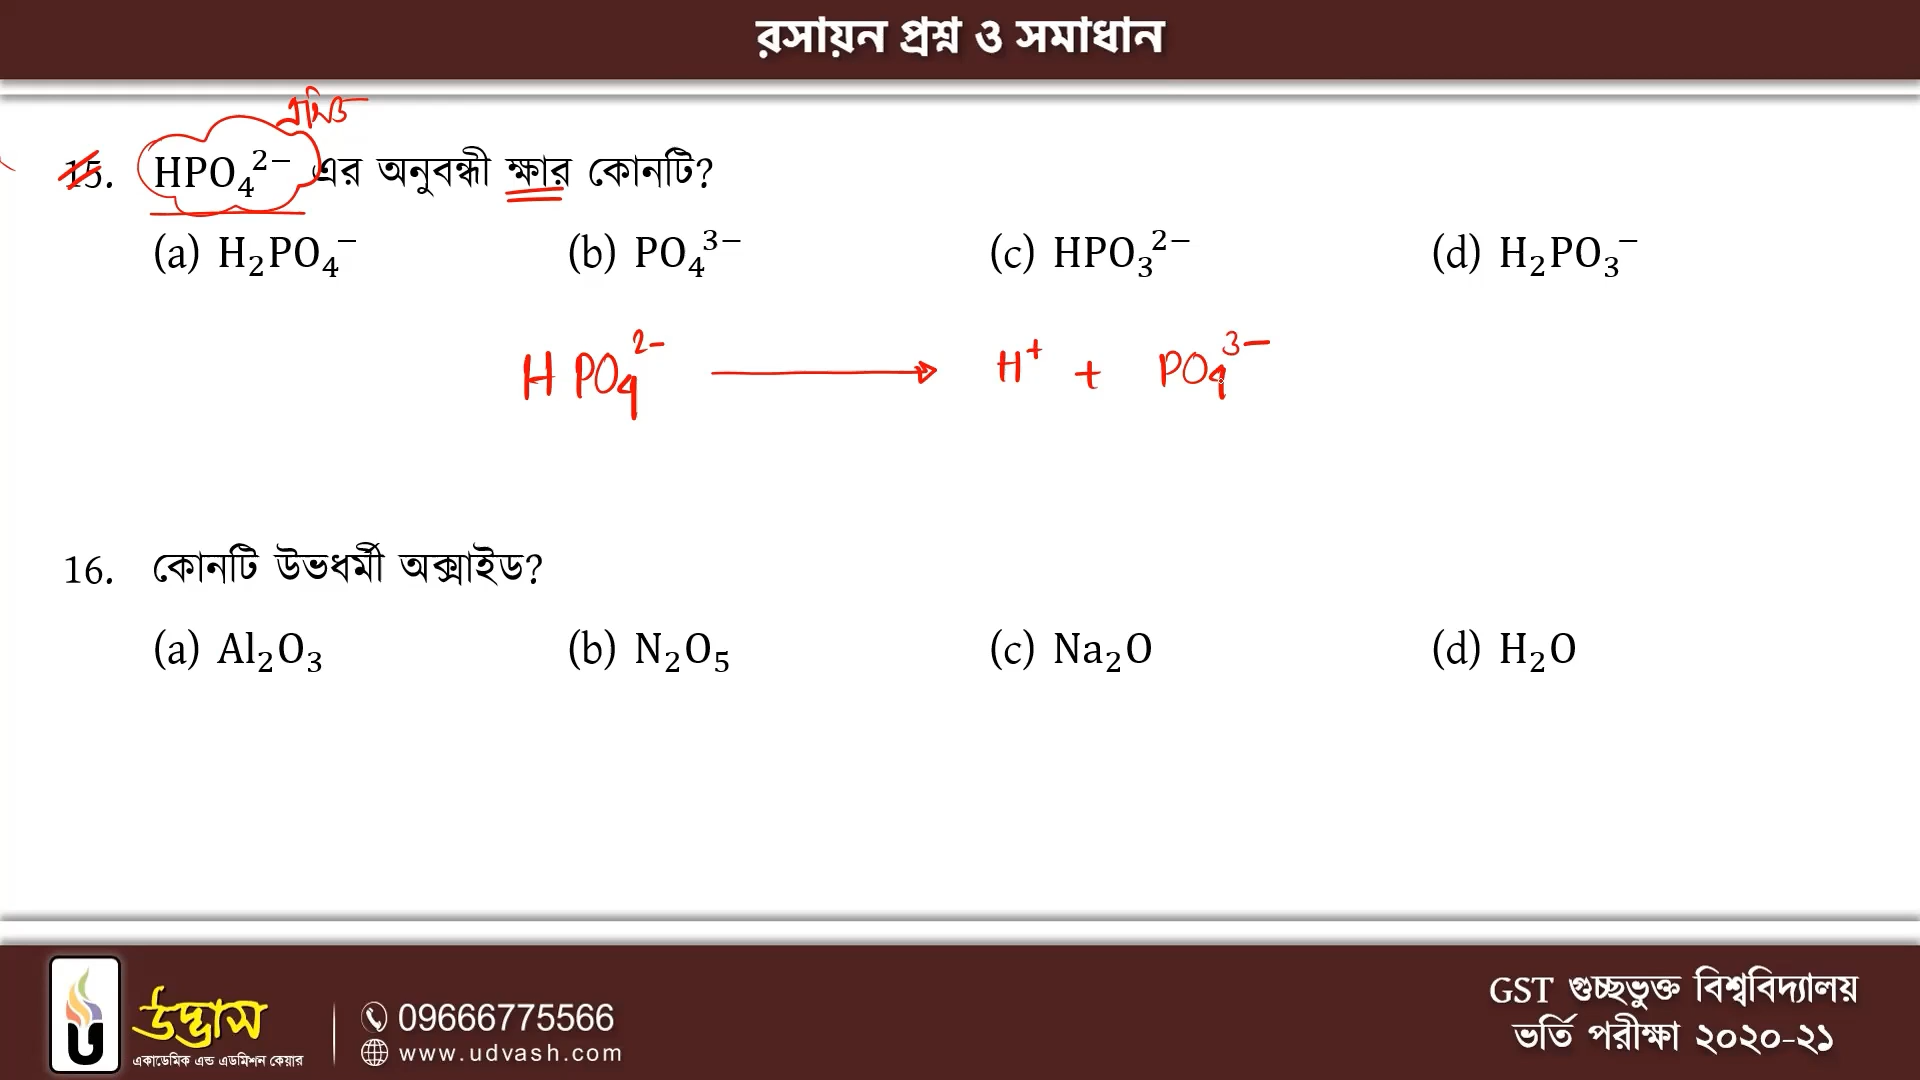 রসায়ন প্রশ্ন ও সমাধান
এসিড
15. HPO₄²⁻ এর অনুবন্ধী ক্ষার কোনটি?
(a) H₂PO₄⁻ (b) PO₄³⁻ (c) HPO₃²⁻ (d) H₂PO₃⁻
HPO₄²⁻ → H⁺ + PO₄³⁻
16. কোনটি উভধর্মী অক্সাইড?
(a) Al₂O₃ (b) N₂O₅ (c) Na₂O (d) H₂O
উদ্ভাস
একাডেমিক এন্ড এডমিশন কেয়ার
09666775566
www.udvash.com
GST গুচ্ছভুক্ত বিশ্ববিদ্যালয়
ভর্তি পরীক্ষা ২০২০-২১